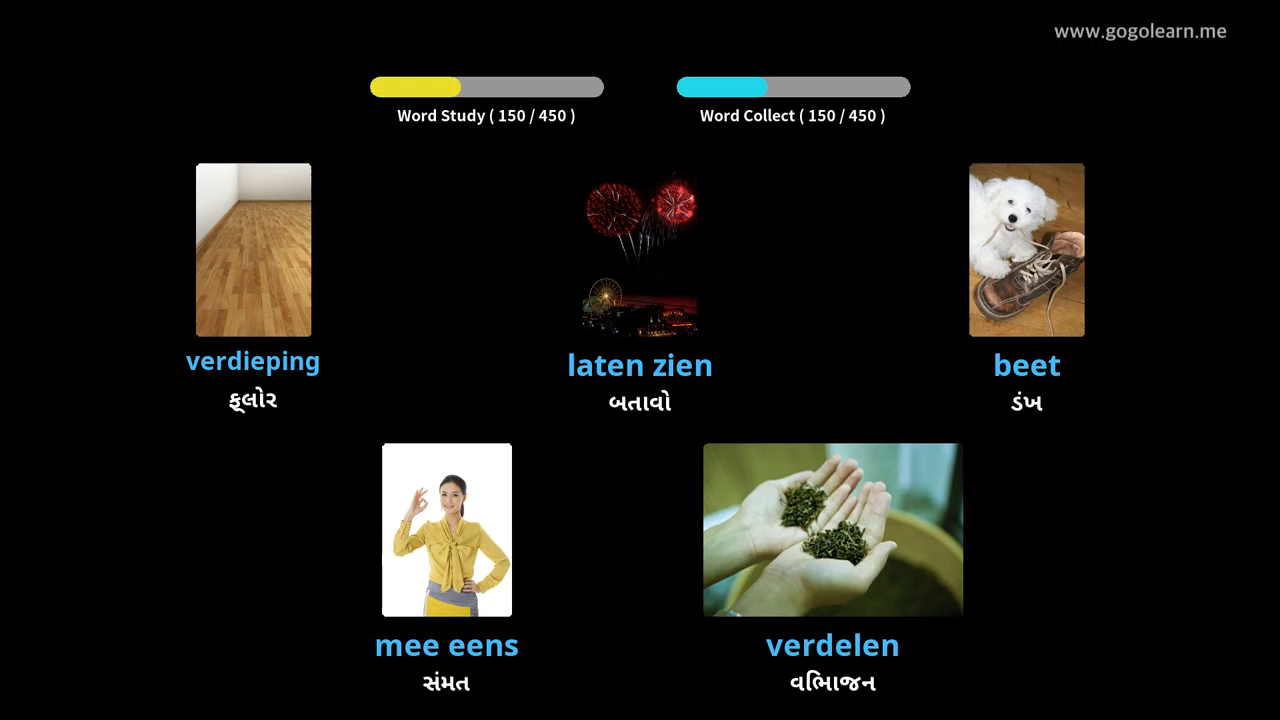 www.gogolearn.me
Word Study ( 150 / 450 )
Word Collect ( 150 / 450 )
verdieping
ફ્લોર
laten zien
બતાવો
beet
ડંખ
mee eens
સંમત
verdelen
વિભાજન